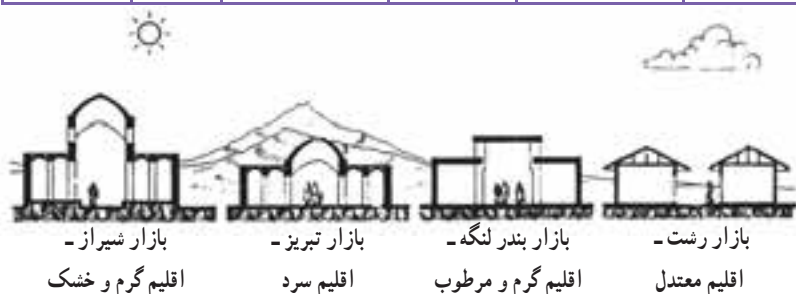 بازار رشت ـ بازار بندر لنگه ـ بازار تبریز ـ بازار شیراز ـ
اقلیم معتدل اقلیم گرم و مرطوب اقلیم سرد اقلیم گرم و خشک